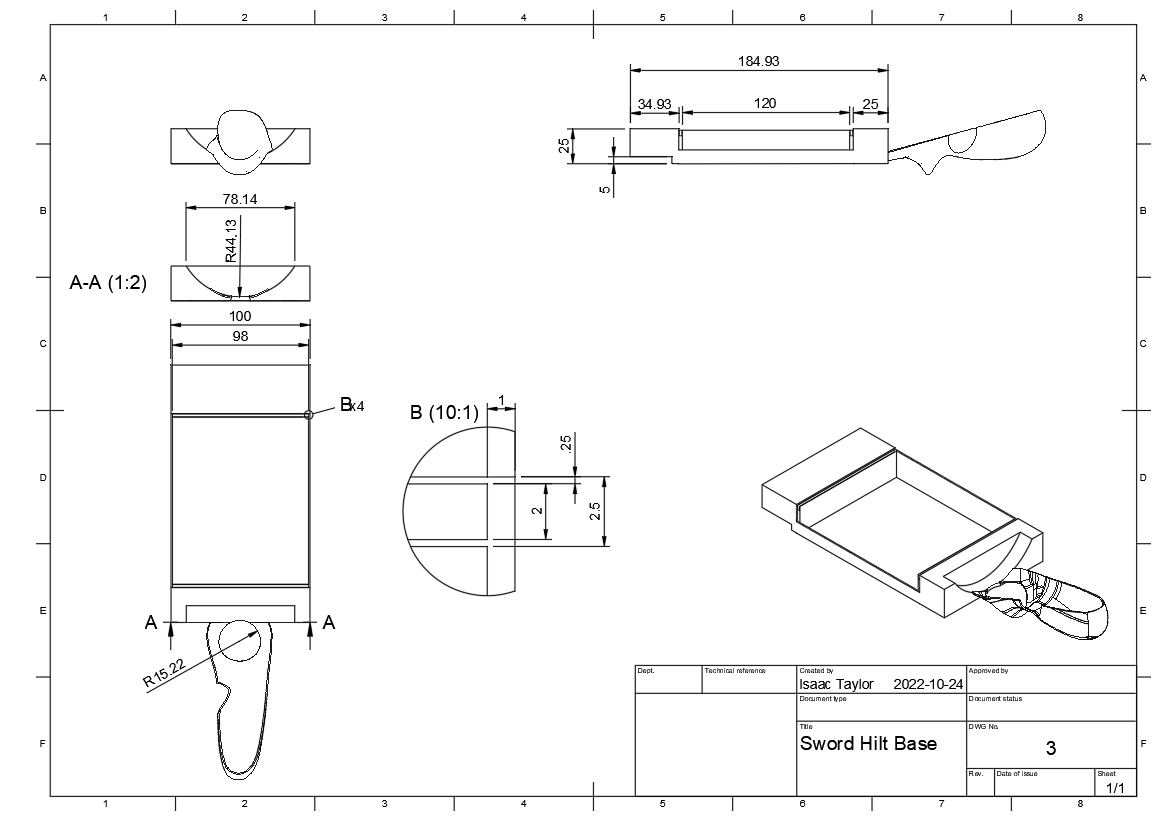 1 2 3 4 5 6 7 8
A A
184.93
34.93 120 25
25
5
B B
78.14
R44.13
A-A (1:2)
100
98
C C
Bx4
B (10:1)
1
.25
2
2.5
D D
E E
A A
R15.22
Dept. Technical reference Created by Approved by
Isaac Taylor 2022-10-24
Document type Document status
Title DWG No.
Sword Hilt Base 3
F F
Rev. Date of issue Sheet
1/1
1 2 3 4 5 6 7 8